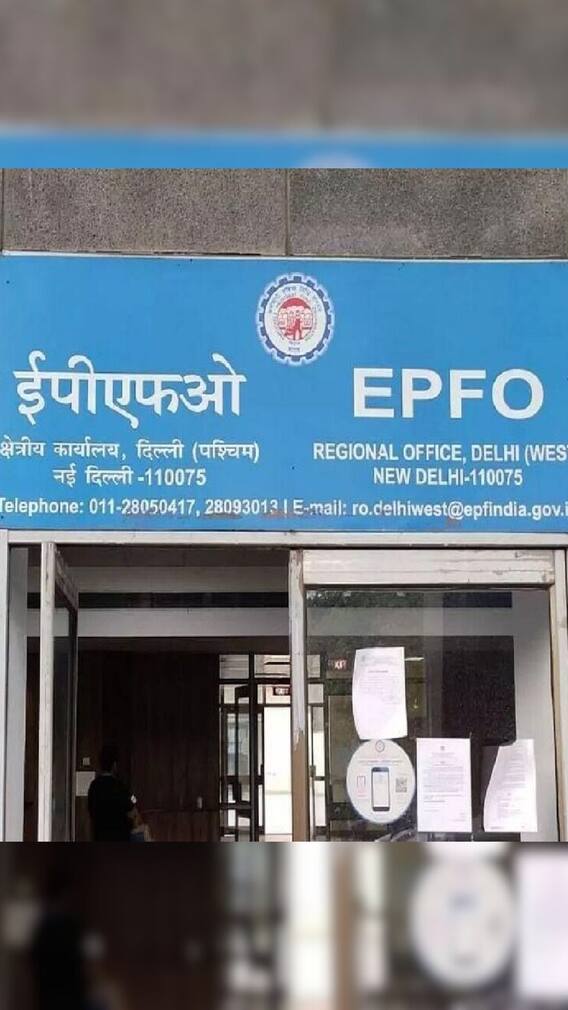 ईपीएफओ
क्षेत्रीय कार्यालय, दिल्ली (पश्चिम)
नई दिल्ली -110075
EPFO
REGIONAL OFFICE, DELHI (WEST
NEW DELHI-110075
Telephone: 011-28050417, 28093013 | E-mail: ro.delhiwest@epfindia.gov.i